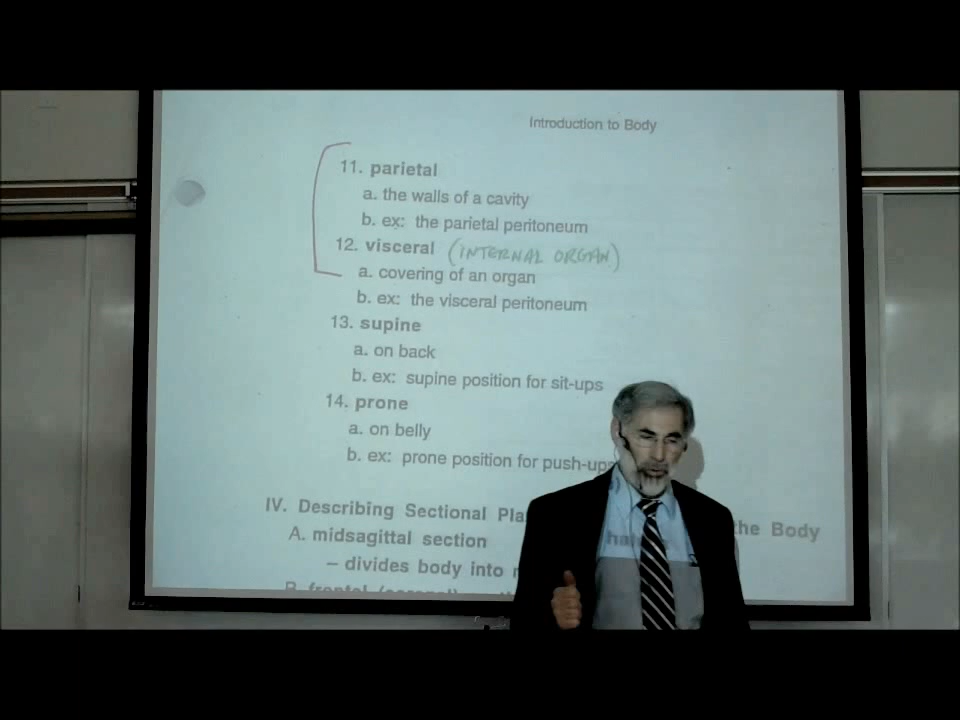 Introduction to Body
11. parietal
a. the walls of a cavity
b. ex: the parietal peritoneum
12. visceral (INTERNAL ORGAN)
a. covering of an organ
b. ex: the visceral peritoneum
13. supine
a. on back
b. ex: supine position for sit-ups
14. prone
a. on belly
b. ex: prone position for push-ups
IV. Describing Sectional the Body
A. midsagittal section
– divides body into
B. frontal (coronal)